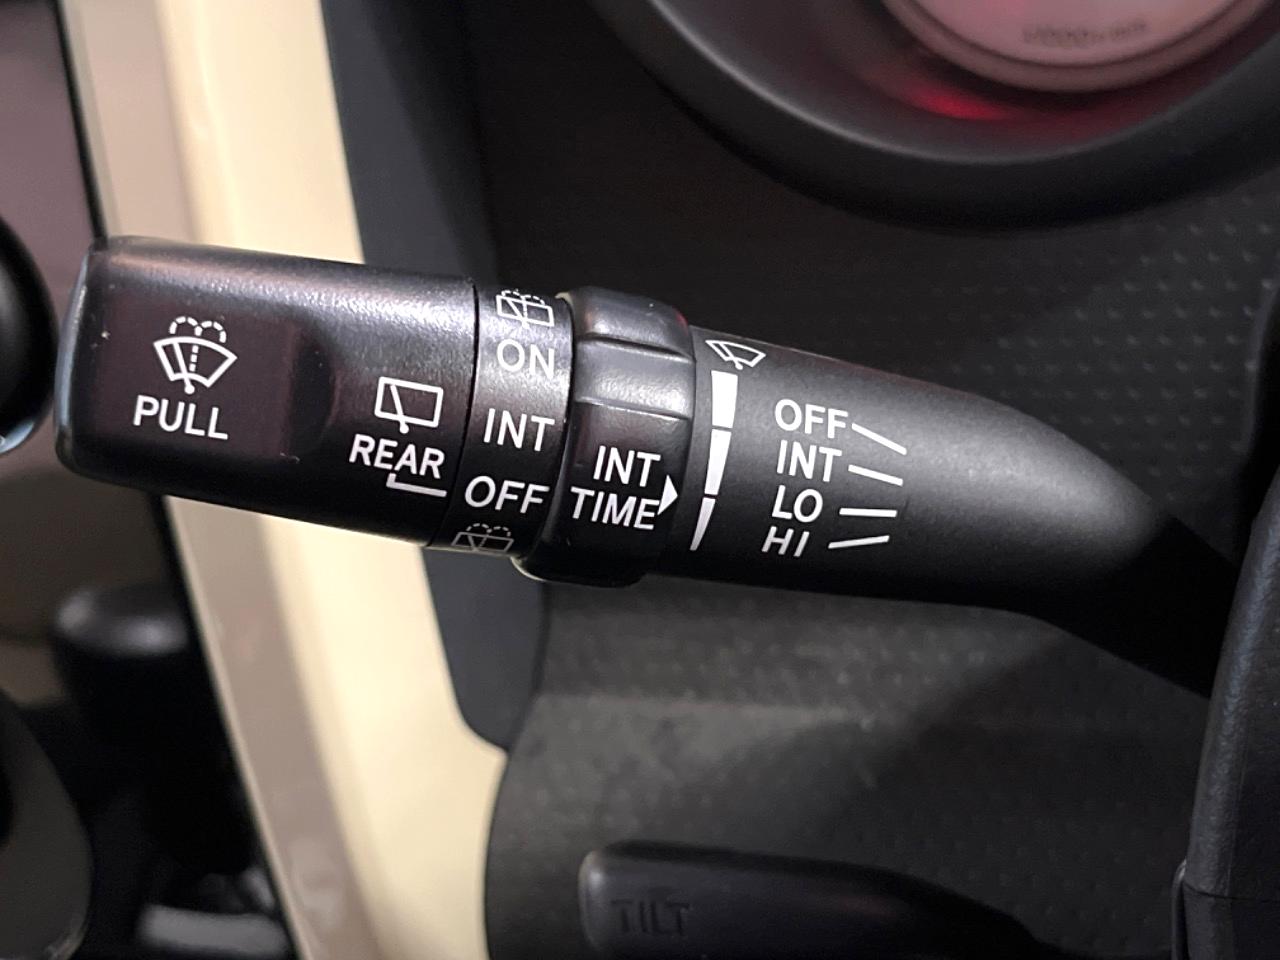 PULL
REAR
ON
INT
OFF
INT
TIME
OFF
INT
LO
HI
TILT